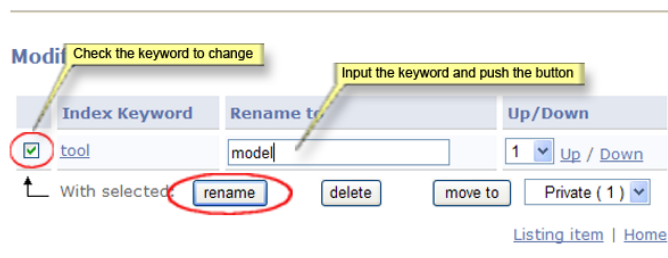 Modif
Check the keyword to change
Input the keyword and push the button
Index Keyword Rename to Up/Down
tool model 1 Up / Down
With selected: rename delete move to Private ( 1 )
Listing item | Home